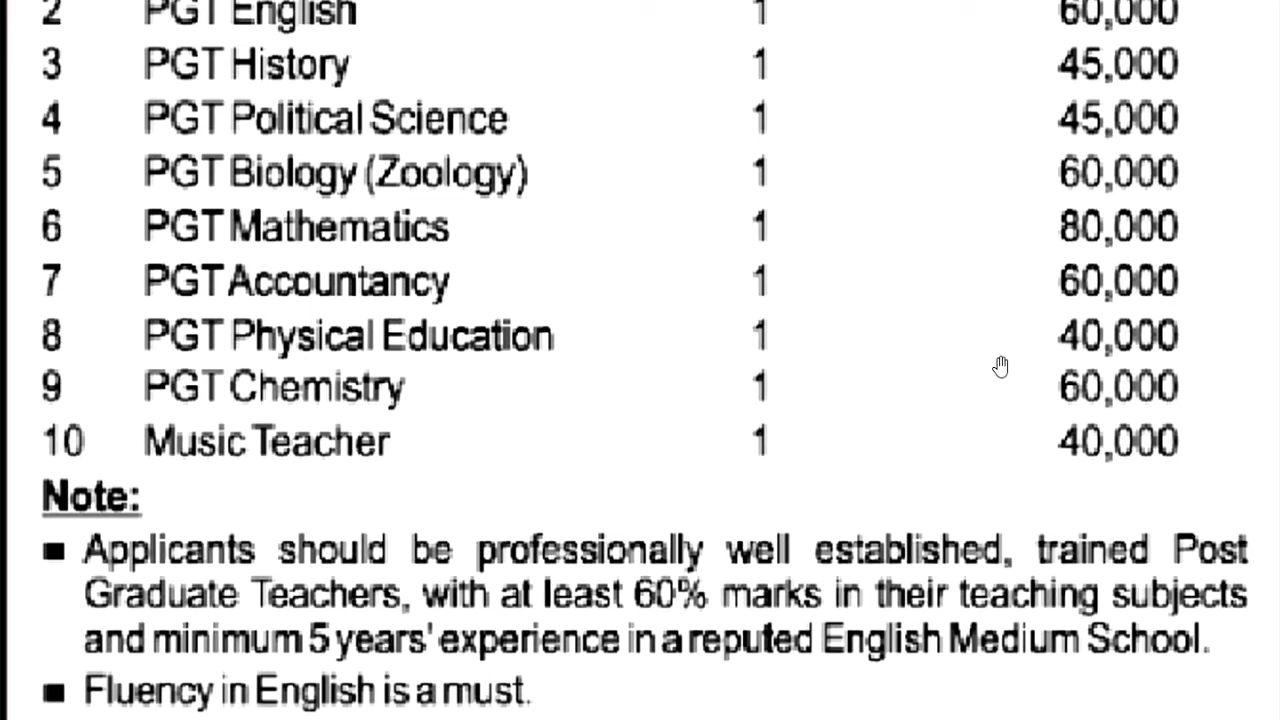 2 PGT English 1 60,000
3 PGT History 1 45,000
4 PGT Political Science 1 45,000
5 PGT Biology (Zoology) 1 60,000
6 PGT Mathematics 1 80,000
7 PGT Accountancy 1 60,000
8 PGT Physical Education 1 40,000
9 PGT Chemistry 1 60,000
10 Music Teacher 1 40,000
Note:
■ Applicants should be professionally well established, trained Post
Graduate Teachers, with at least 60% marks in their teaching subjects
and minimum 5 years' experience in a reputed English Medium School.
■ Fluency in English is a must.